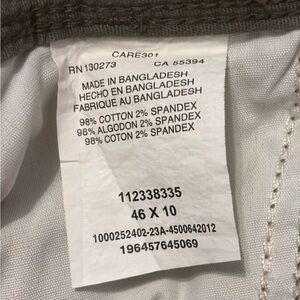 CARE301
RN 130273 CA 55394
MADE IN BANGLADESH
HECHO EN BANGLADESH
FABRIQUE AU BANGLADESH
98% COTTON 2% SPANDEX
98% ALGODON 2% SPANDEX
98% COTON 2% SPANDEX
112338335
46 X 10
1000252402-23A-4500642012
196457645069